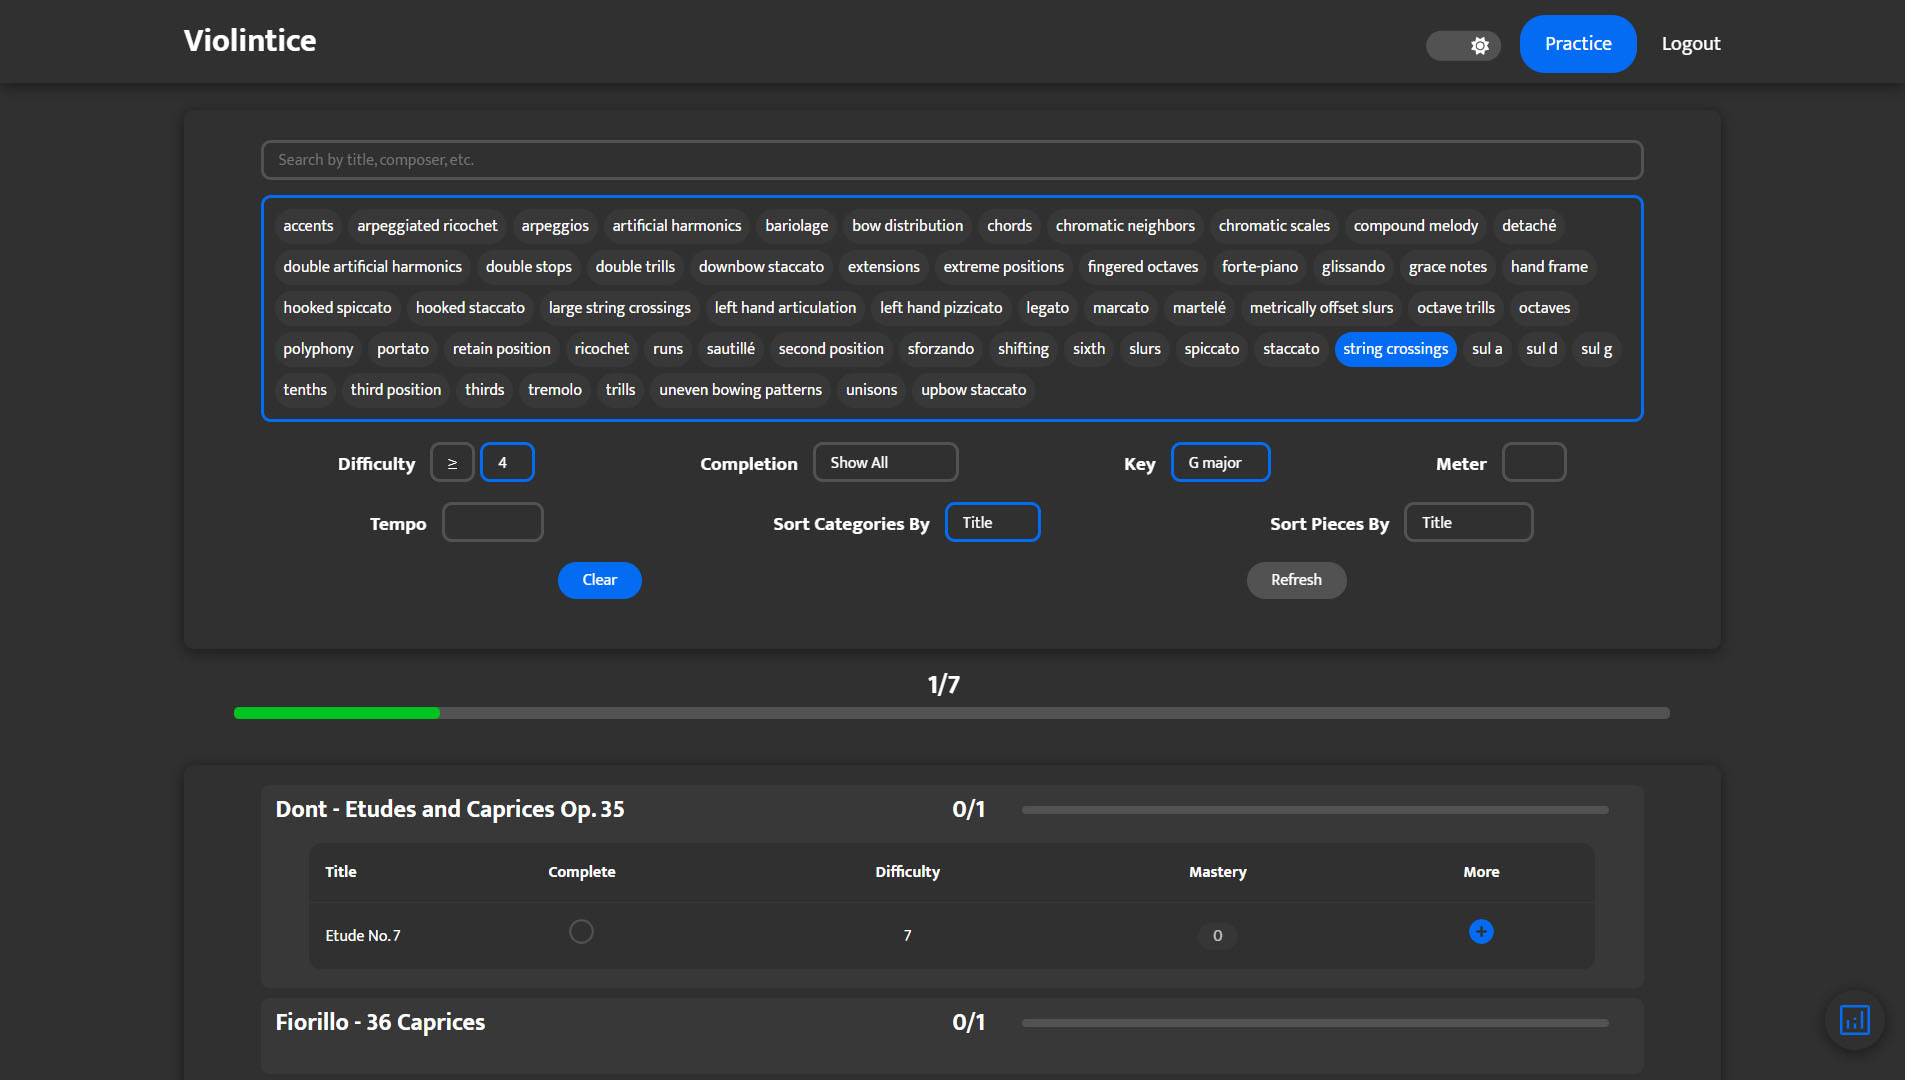 Violintice
Practice
Logout
Search by title, composer, etc.
accents arpeggiated ricochet arpeggios artificial harmonics bariolage bow distribution chords chromatic neighbors chromatic scales compound melody detaché
double artificial harmonics double stops double trills downbow staccato extensions extreme positions fingered octaves forte-piano glissando grace notes hand frame
hooked spiccato hooked staccato large string crossings left hand articulation left hand pizzicato legato marcato martelé metrically offset slurs octave trills octaves
polyphony portato retain position ricochet runs sautillé second position sforzando shifting sixth slurs spiccato staccato string crossings sul a sul d sul g
tenths third position thirds tremolo trills uneven bowing patterns unisons upbow staccato
Difficulty ≥ 4 Completion Show All Key G major Meter
Tempo Sort Categories By Title Sort Pieces By Title
Clear Refresh
1/7
Dont - Etudes and Caprices Op. 35 0/1
Title Complete Difficulty Mastery More
Etude No. 7 7 0
Fiorillo - 36 Caprices 0/1